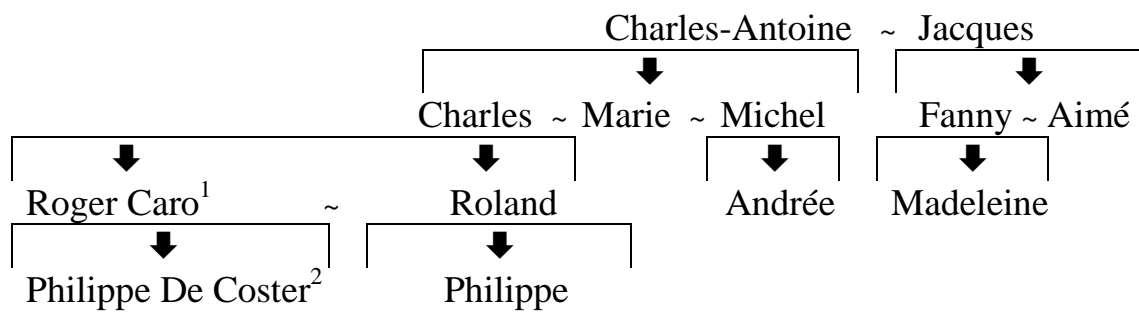 Charles-Antoine ~ Jacques
Charles ~ Marie ~ Michel Fanny ~ Aimé
Roger Caro¹ ~ Roland Andrée Madeleine
Philippe De Coster² Philippe